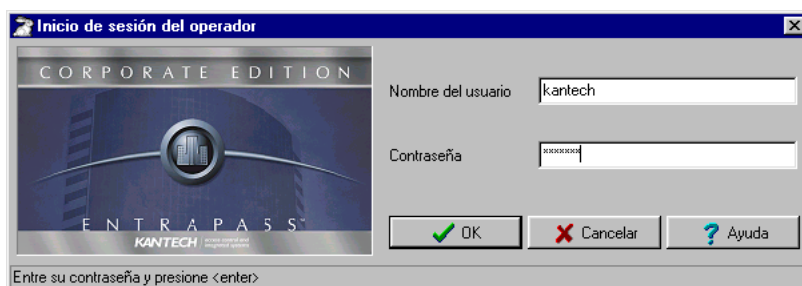 Inicio de sesión del operador
CORPORATE EDITION
ENTRAPASS
KANTECH
Nombre del usuario
kantech
Contraseña
*******
OK
Cancelar
Ayuda
Entre su contraseña y presione <enter>